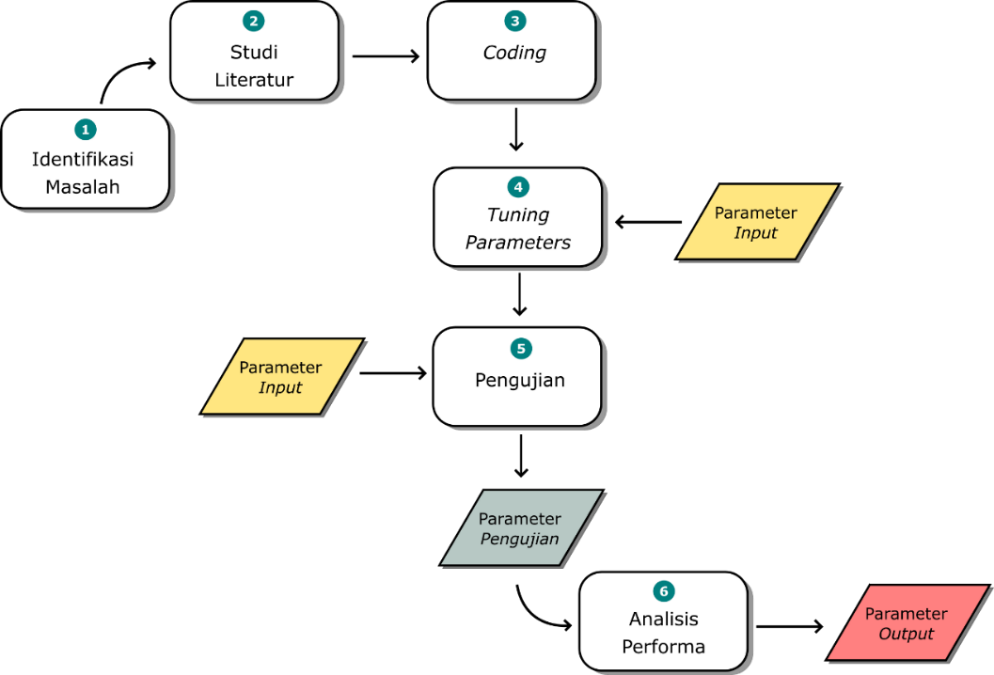 1
Identifikasi
Masalah
2
Studi
Literatur
3
Coding
4
Tuning
Parameters
Parameter
Input
5
Pengujian
Parameter
Input
Parameter
Pengujian
6
Analisis
Performa
Parameter
Output